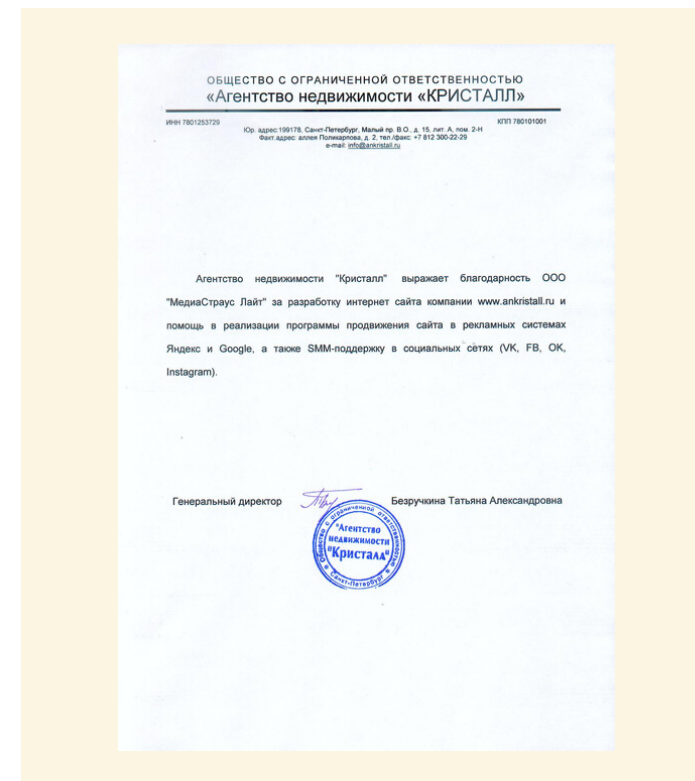 ОБЩЕСТВО С ОГРАНИЧЕННОЙ ОТВЕТСТВЕННОСТЬЮ
«Агентство недвижимости «КРИСТАЛЛ»
ИНН 7801253729
КПП 780101001
Юр. адрес:199178, Санкт-Петербург, Малый пр. В.О., д. 15, лит. А, пом. 2-Н
Факт.адрес: аллея Поликарпова, д. 2, тел./факс: +7 812 300-22-29
e-mail: info@ankristall.ru
Агентство недвижимости "Кристалл" выражает благодарность ООО
"МедиаСтраус Лайт" за разработку интернет сайта компании www.ankristall.ru и
помощь в реализации программы продвижения сайта в рекламных системах
Яндекс и Google, а также SMM-поддержку в социальных сетях (VK, FB, OK,
Instagram).
Генеральный директор
Безручкина Татьяна Александровна
Общество с ограниченной ответственностью
"Агентство
недвижимости
"Кристалл"
Санкт-Петербург